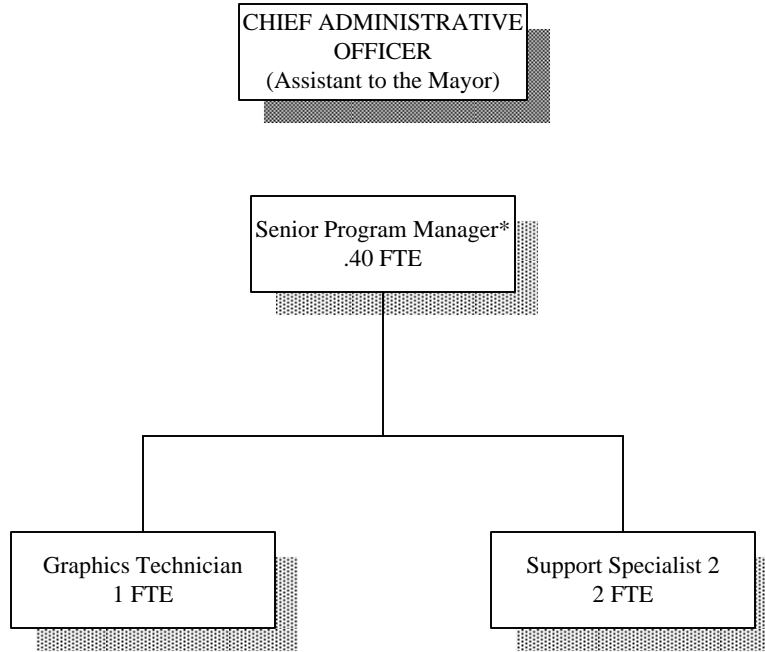 CHIEF ADMINISTRATIVE
OFFICER
(Assistant to the Mayor)
Senior Program Manager*
.40 FTE
Graphics Technician
1 FTE
Support Specialist 2
2 FTE